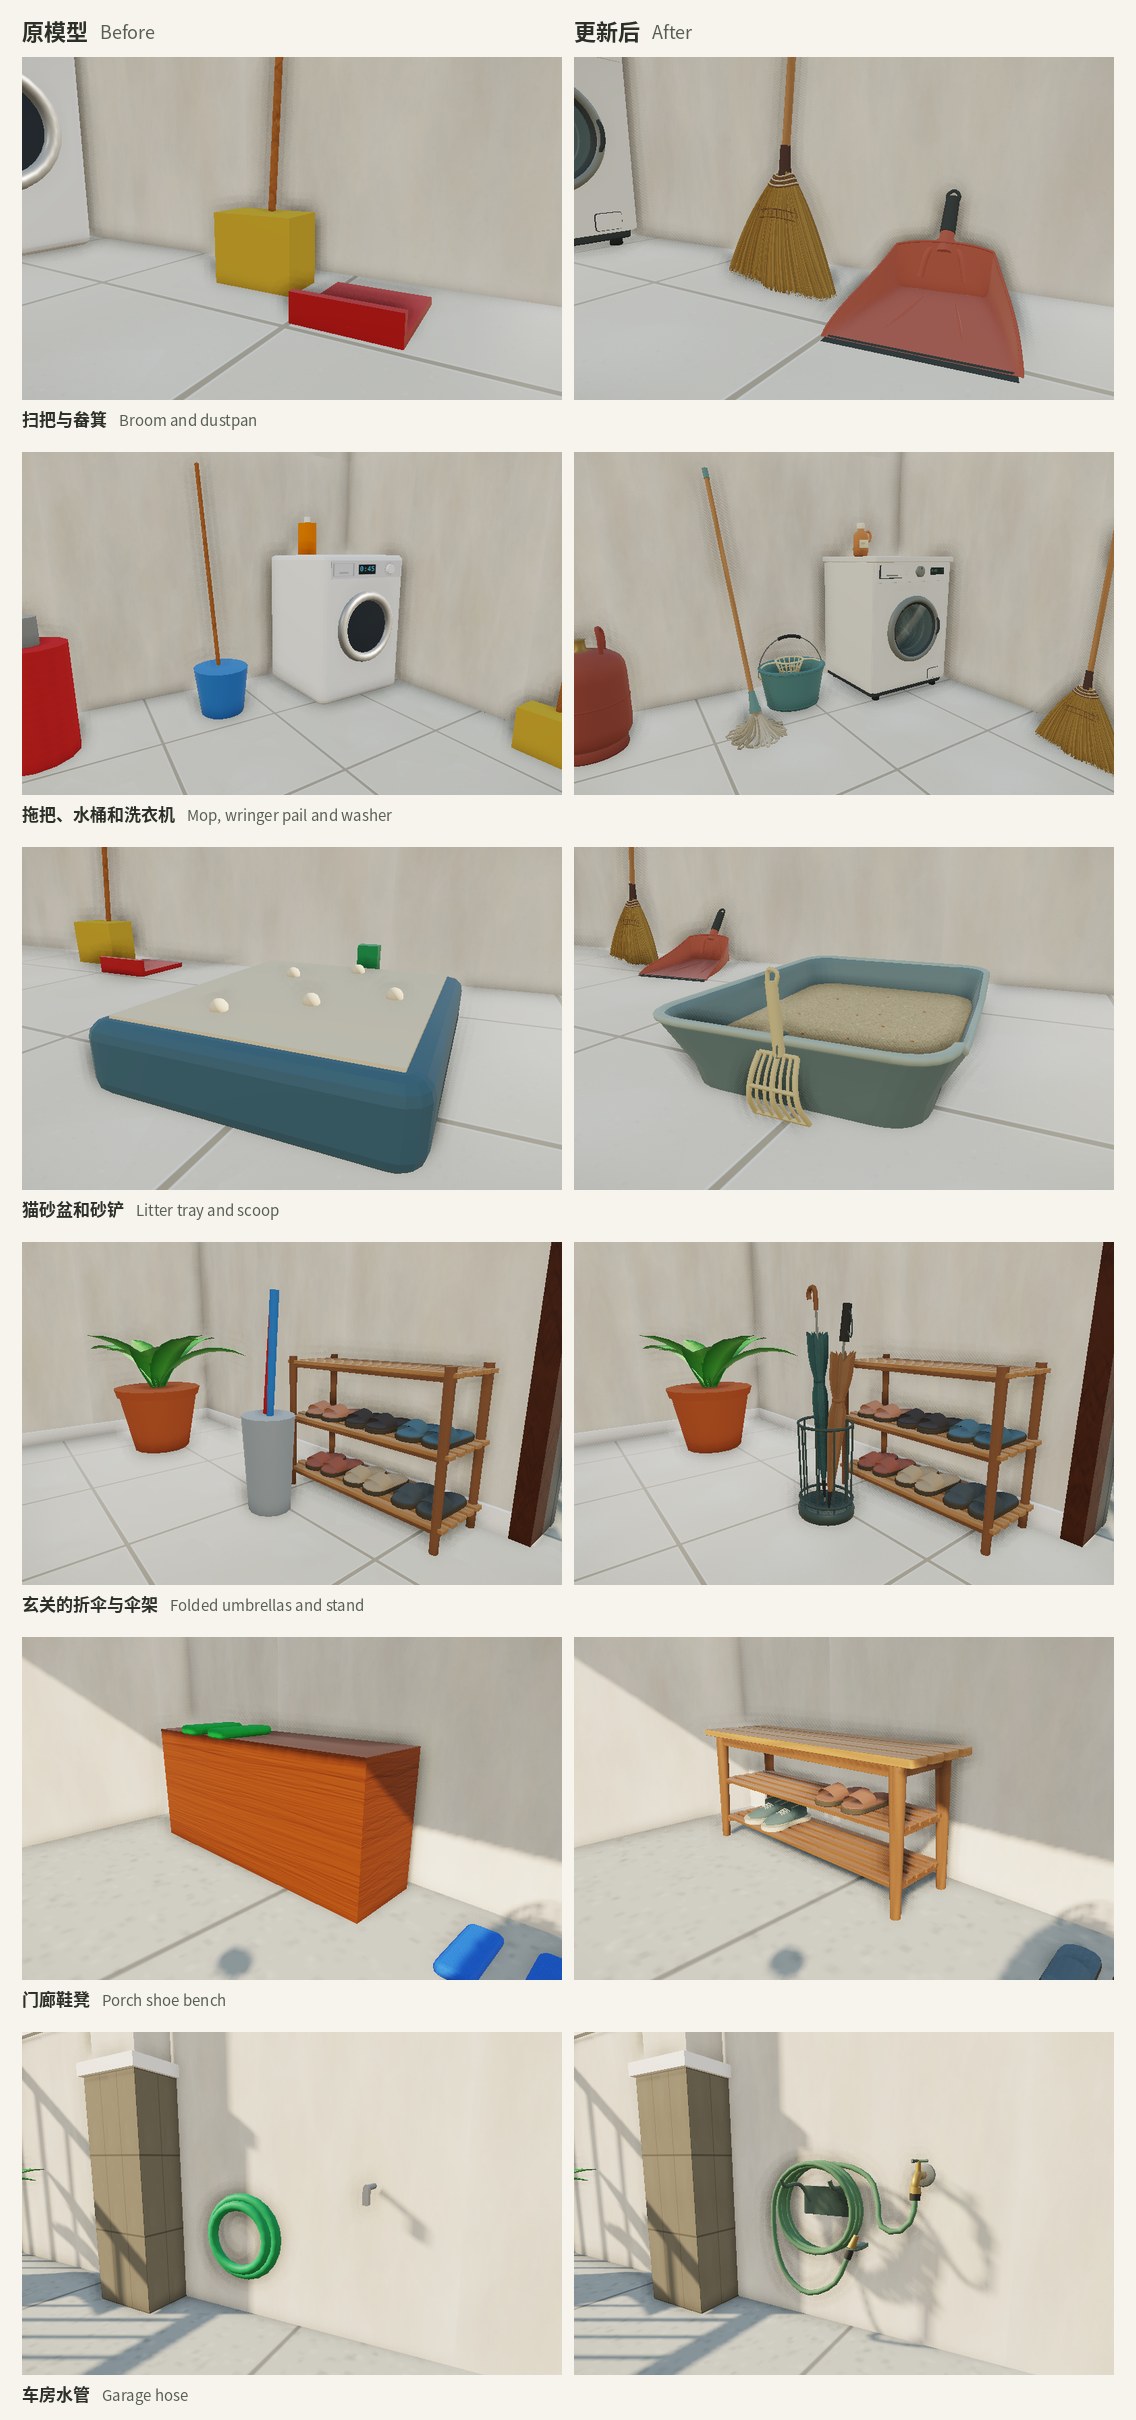 原模型 Before
更新后 After
扫把与畚箕 Broom and dustpan
0:45
拖把、水桶和洗衣机 Mop, wringer pail and washer
猫砂盆和砂铲 Litter tray and scoop
玄关的折伞与伞架 Folded umbrellas and stand
门廊鞋凳 Porch shoe bench
车房水管 Garage hose